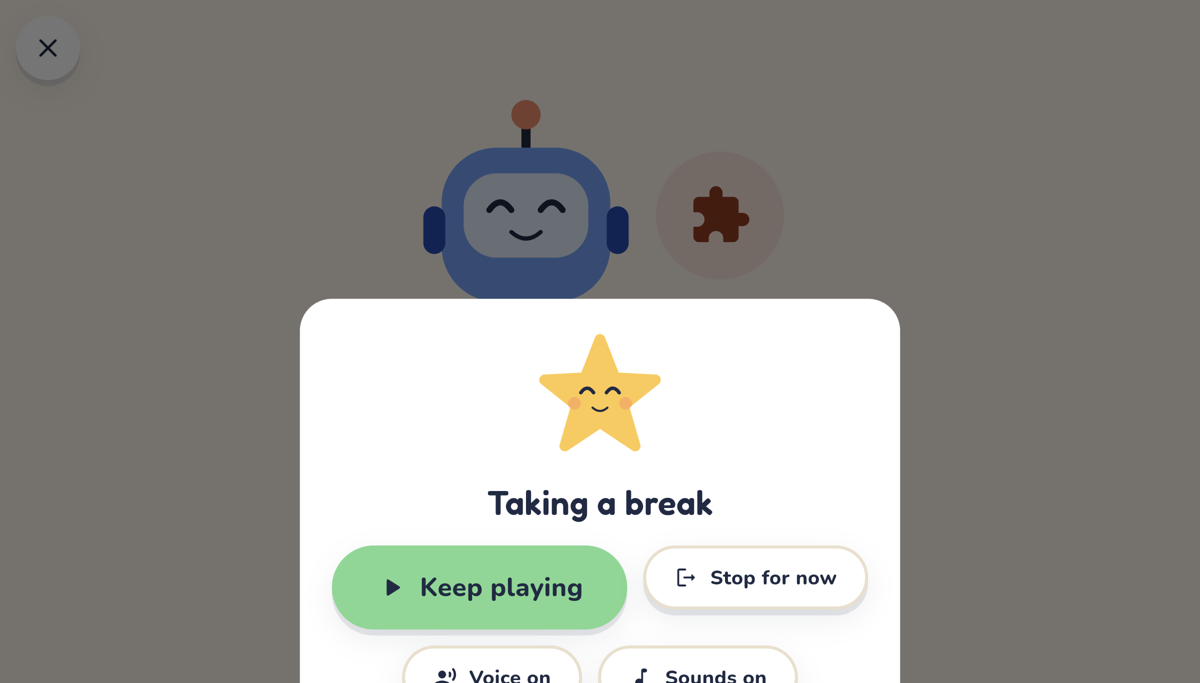 Taking a break
Keep playing
Stop for now
Voice on
Sounds on